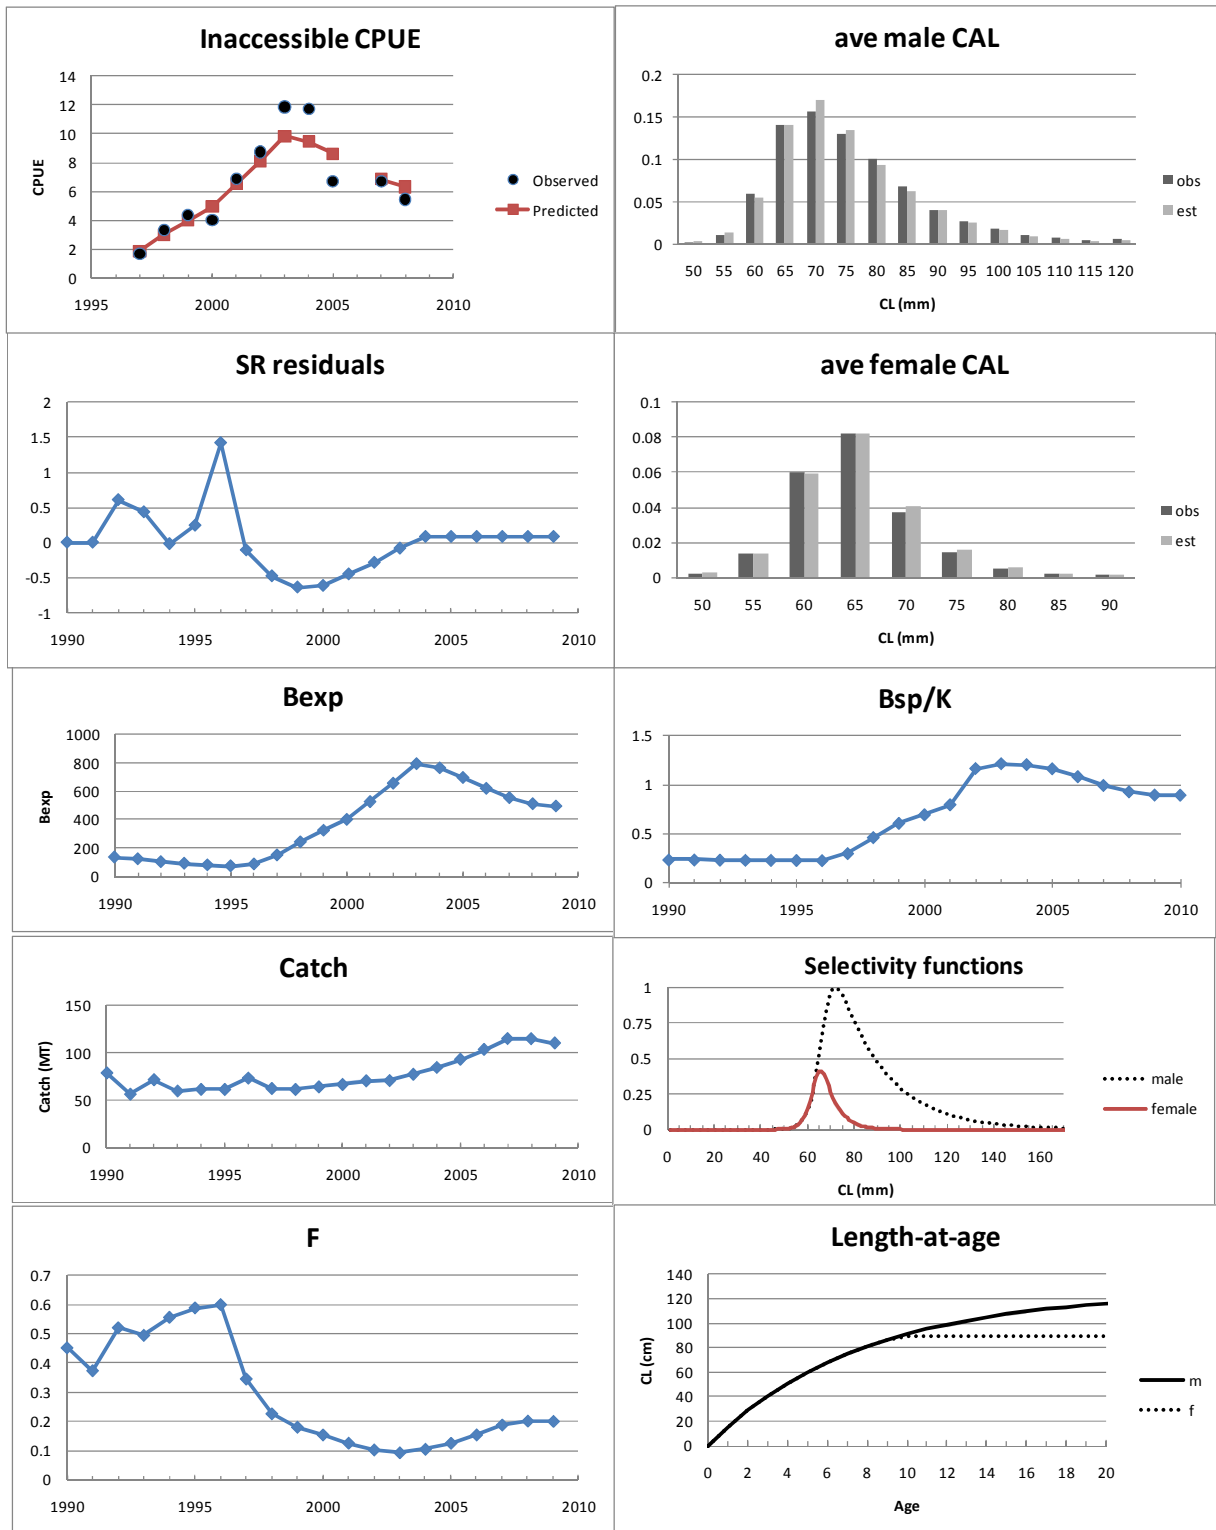 Inaccessible CPUE
14
12
10
8
6
4
2
0
CPUE
1995 2000 2005 2010
Observed
Predicted
ave male CAL
0.2
0.15
0.1
0.05
0
50 55 60 65 70 75 80 85 90 95 100 105 110 115 120
CL (mm)
obs
est
SR residuals
2
1.5
1
0.5
0
-0.5
-1
1990 1995 2000 2005 2010
ave female CAL
0.1
0.08
0.06
0.04
0.02
0
50 55 60 65 70 75 80 85 90
CL (mm)
obs
est
Bexp
1000
800
600
400
200
0
Bexp
1990 1995 2000 2005 2010
Bsp/K
1.5
1
0.5
0
1990 1995 2000 2005 2010
Catch
150
100
50
0
Catch (MT)
1990 1995 2000 2005 2010
Selectivity functions
1
0.75
0.5
0.25
0
0 20 40 60 80 100 120 140 160
CL (mm)
male
female
F
0.7
0.6
0.5
0.4
0.3
0.2
0.1
0
1990 1995 2000 2005 2010
Length-at-age
140
120
100
80
60
40
20
0
CL (cm)
0 2 4 6 8 10 12 14 16 18 20
Age
m
f